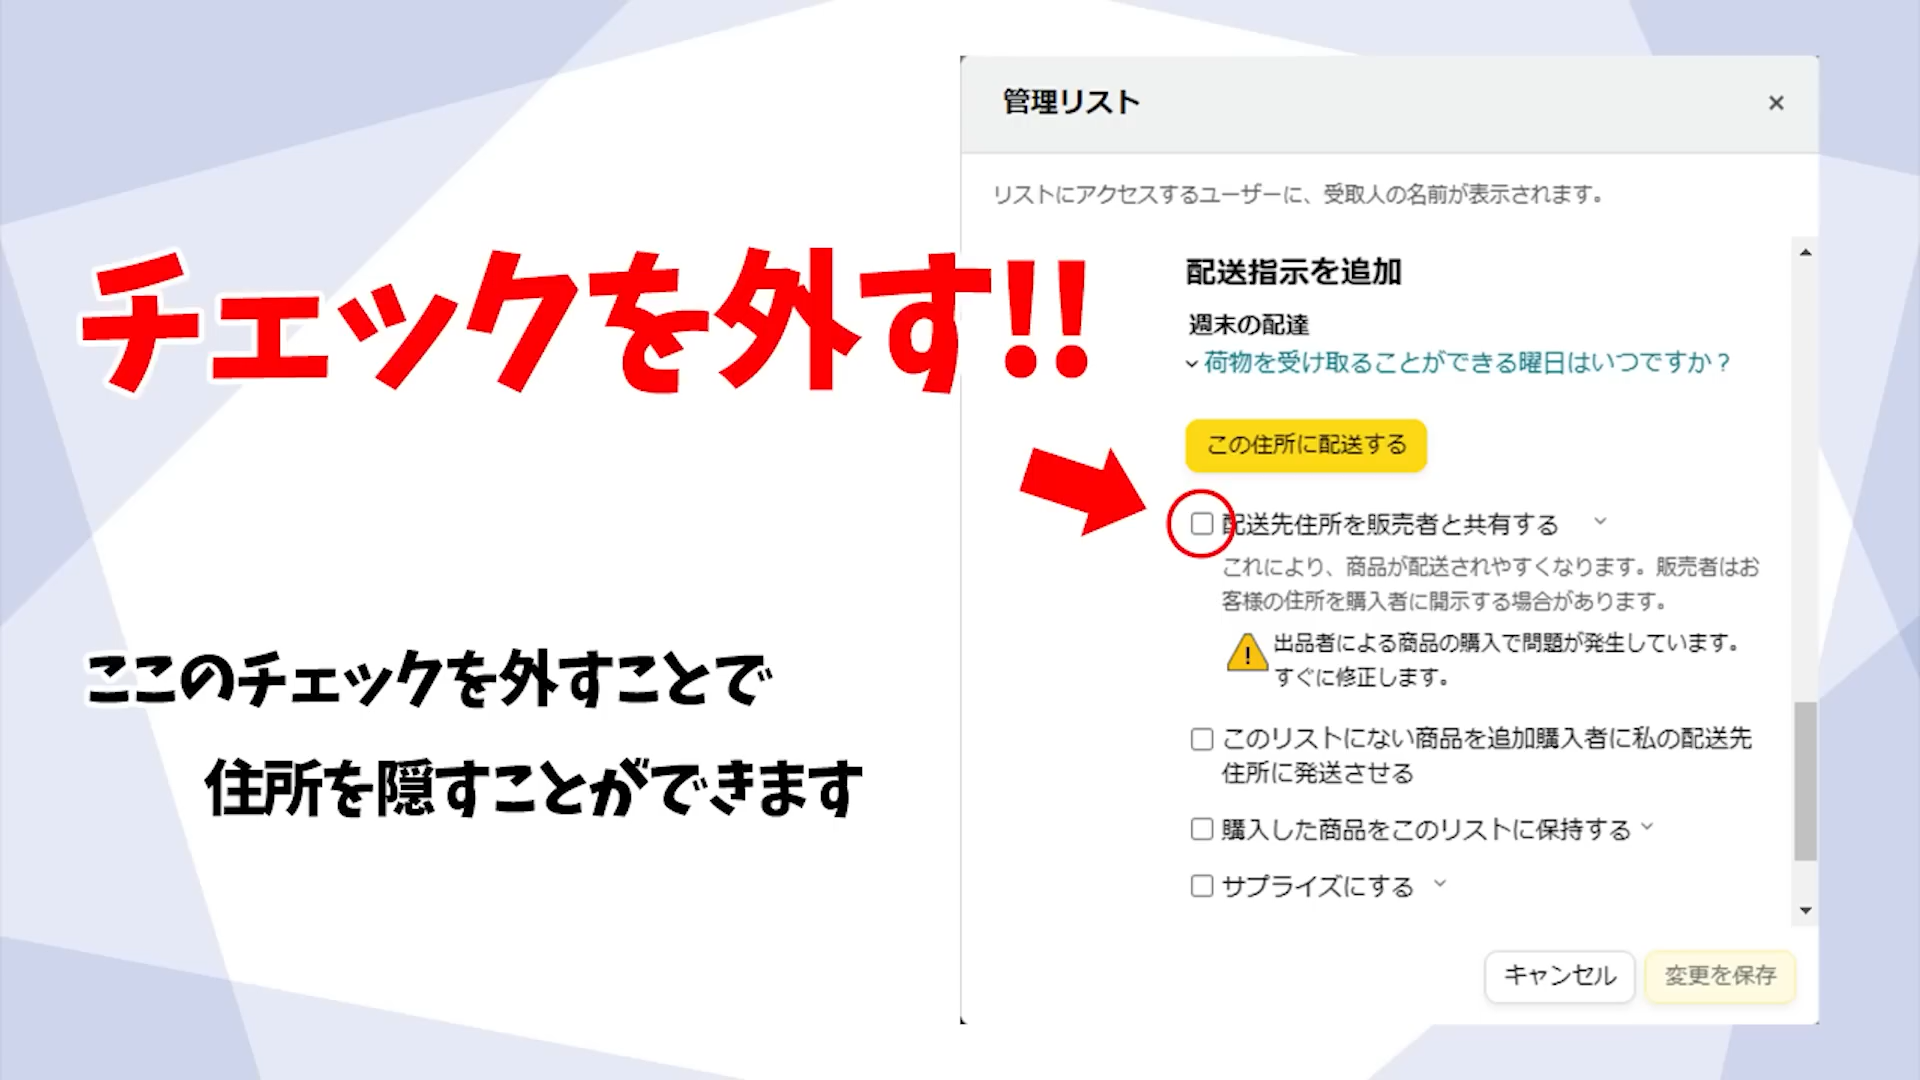 チェックを外す!!
ここのチェックを外すことで
住所を隠すことができます
管理リスト
×
リストにアクセスするユーザーに、受取人の名前が表示されます。
配送指示を追加
週末の配達
荷物を受け取ることができる曜日はいつですか？
この住所に配送する
配送先住所を販売者と共有する
これにより、商品が配送されやすくなります。販売者はお
客様の住所を購入者に開示する場合があります。
出品者による商品の購入で問題が発生しています。
すぐに修正します。
このリストにない商品を追加購入者に私の配送先
住所に発送させる
購入した商品をこのリストに保持する
サプライズにする
キャンセル
変更を保存